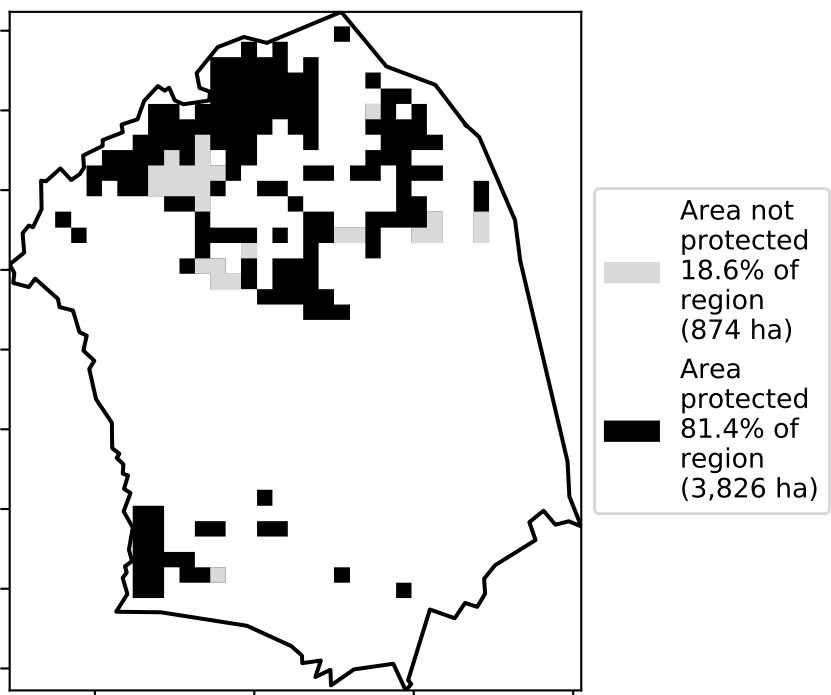 Area not
protected
18.6% of
region
(874 ha)
Area
protected
81.4% of
region
(3,826 ha)